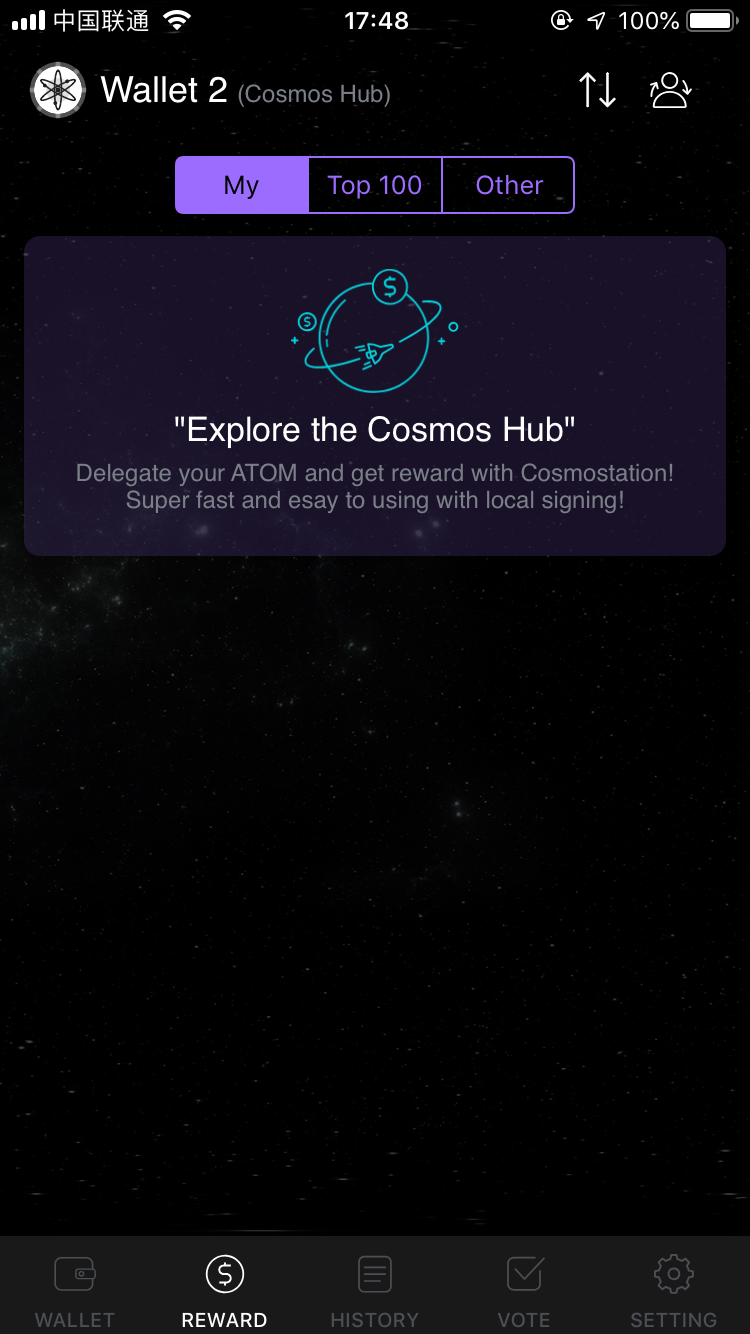 中国联通 17:48 100%
Wallet 2 (Cosmos Hub)
My Top 100 Other
"Explore the Cosmos Hub"
Delegate your ATOM and get reward with Cosmostation!
Super fast and esay to using with local signing!
WALLET REWARD HISTORY VOTE SETTING